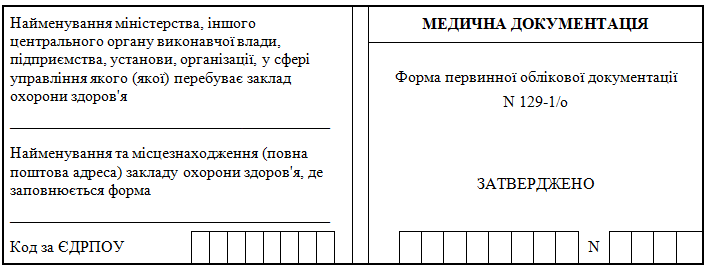 Найменування міністерства, іншого
центрального органу виконавчої влади,
підприємства, установи, організації, у сфері
управління якого (якої) перебуває заклад
охорони здоров'я
Найменування та місцезнаходження (повна
поштова адреса) закладу охорони здоров'я, де
заповнюється форма
Код за ЄДРПОУ
МЕДИЧНА ДОКУМЕНТАЦІЯ
Форма первинної облікової документації
N 129-1/о
ЗАТВЕРДЖЕНО
N